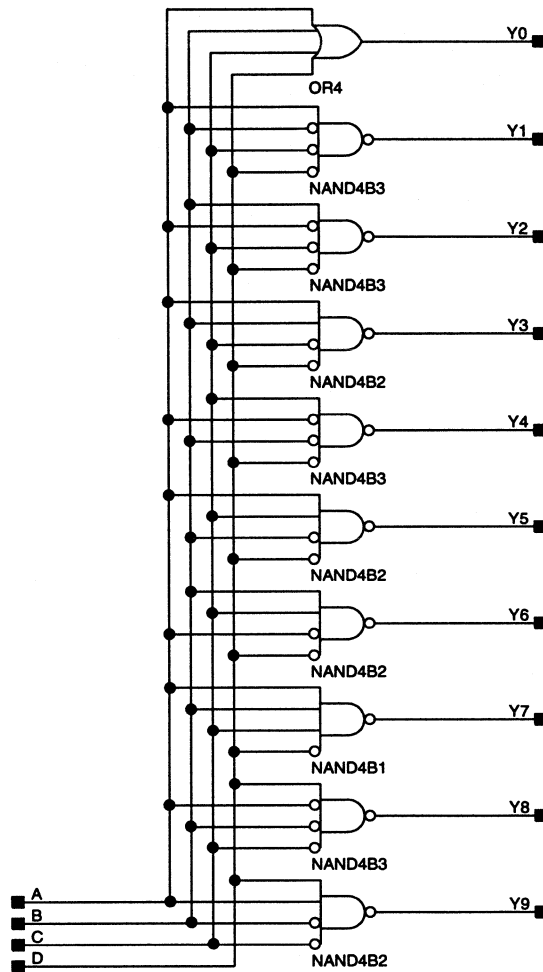 Y0
OR4
Y1
NAND4B3
Y2
NAND4B3
Y3
NAND4B2
Y4
NAND4B3
Y5
NAND4B2
Y6
NAND4B2
Y7
NAND4B1
Y8
NAND4B3
A
Y9
B
C
D
NAND4B2